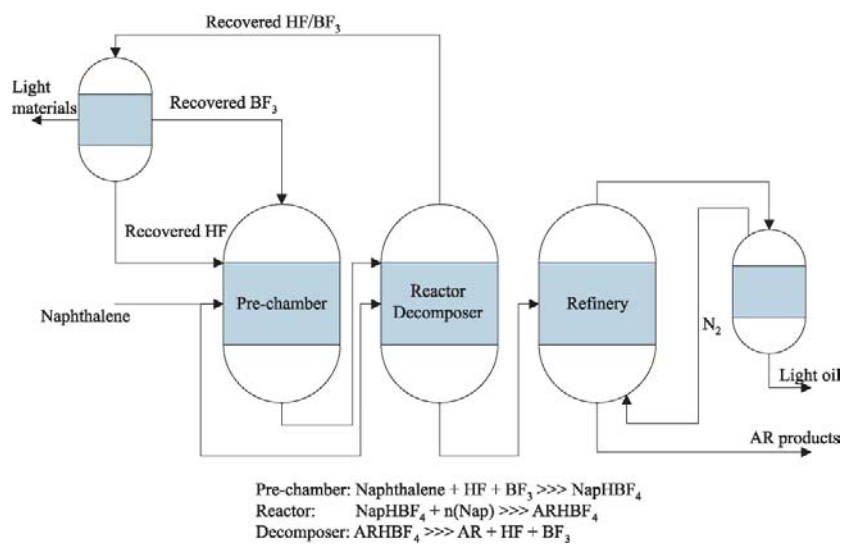 Recovered HF/BF₃
Light
materials
Recovered BF₃
Recovered HF
Naphthalene
Pre-chamber
Reactor
Decomposer
Refinery
N₂
Light oil
AR products
Pre-chamber: Naphthalene + HF + BF₃ >>> NapHBF₄
Reactor: NapHBF₄ + n(Nap) >>> ARHBF₄
Decomposer: ARHBF₄ >>> AR + HF + BF₃